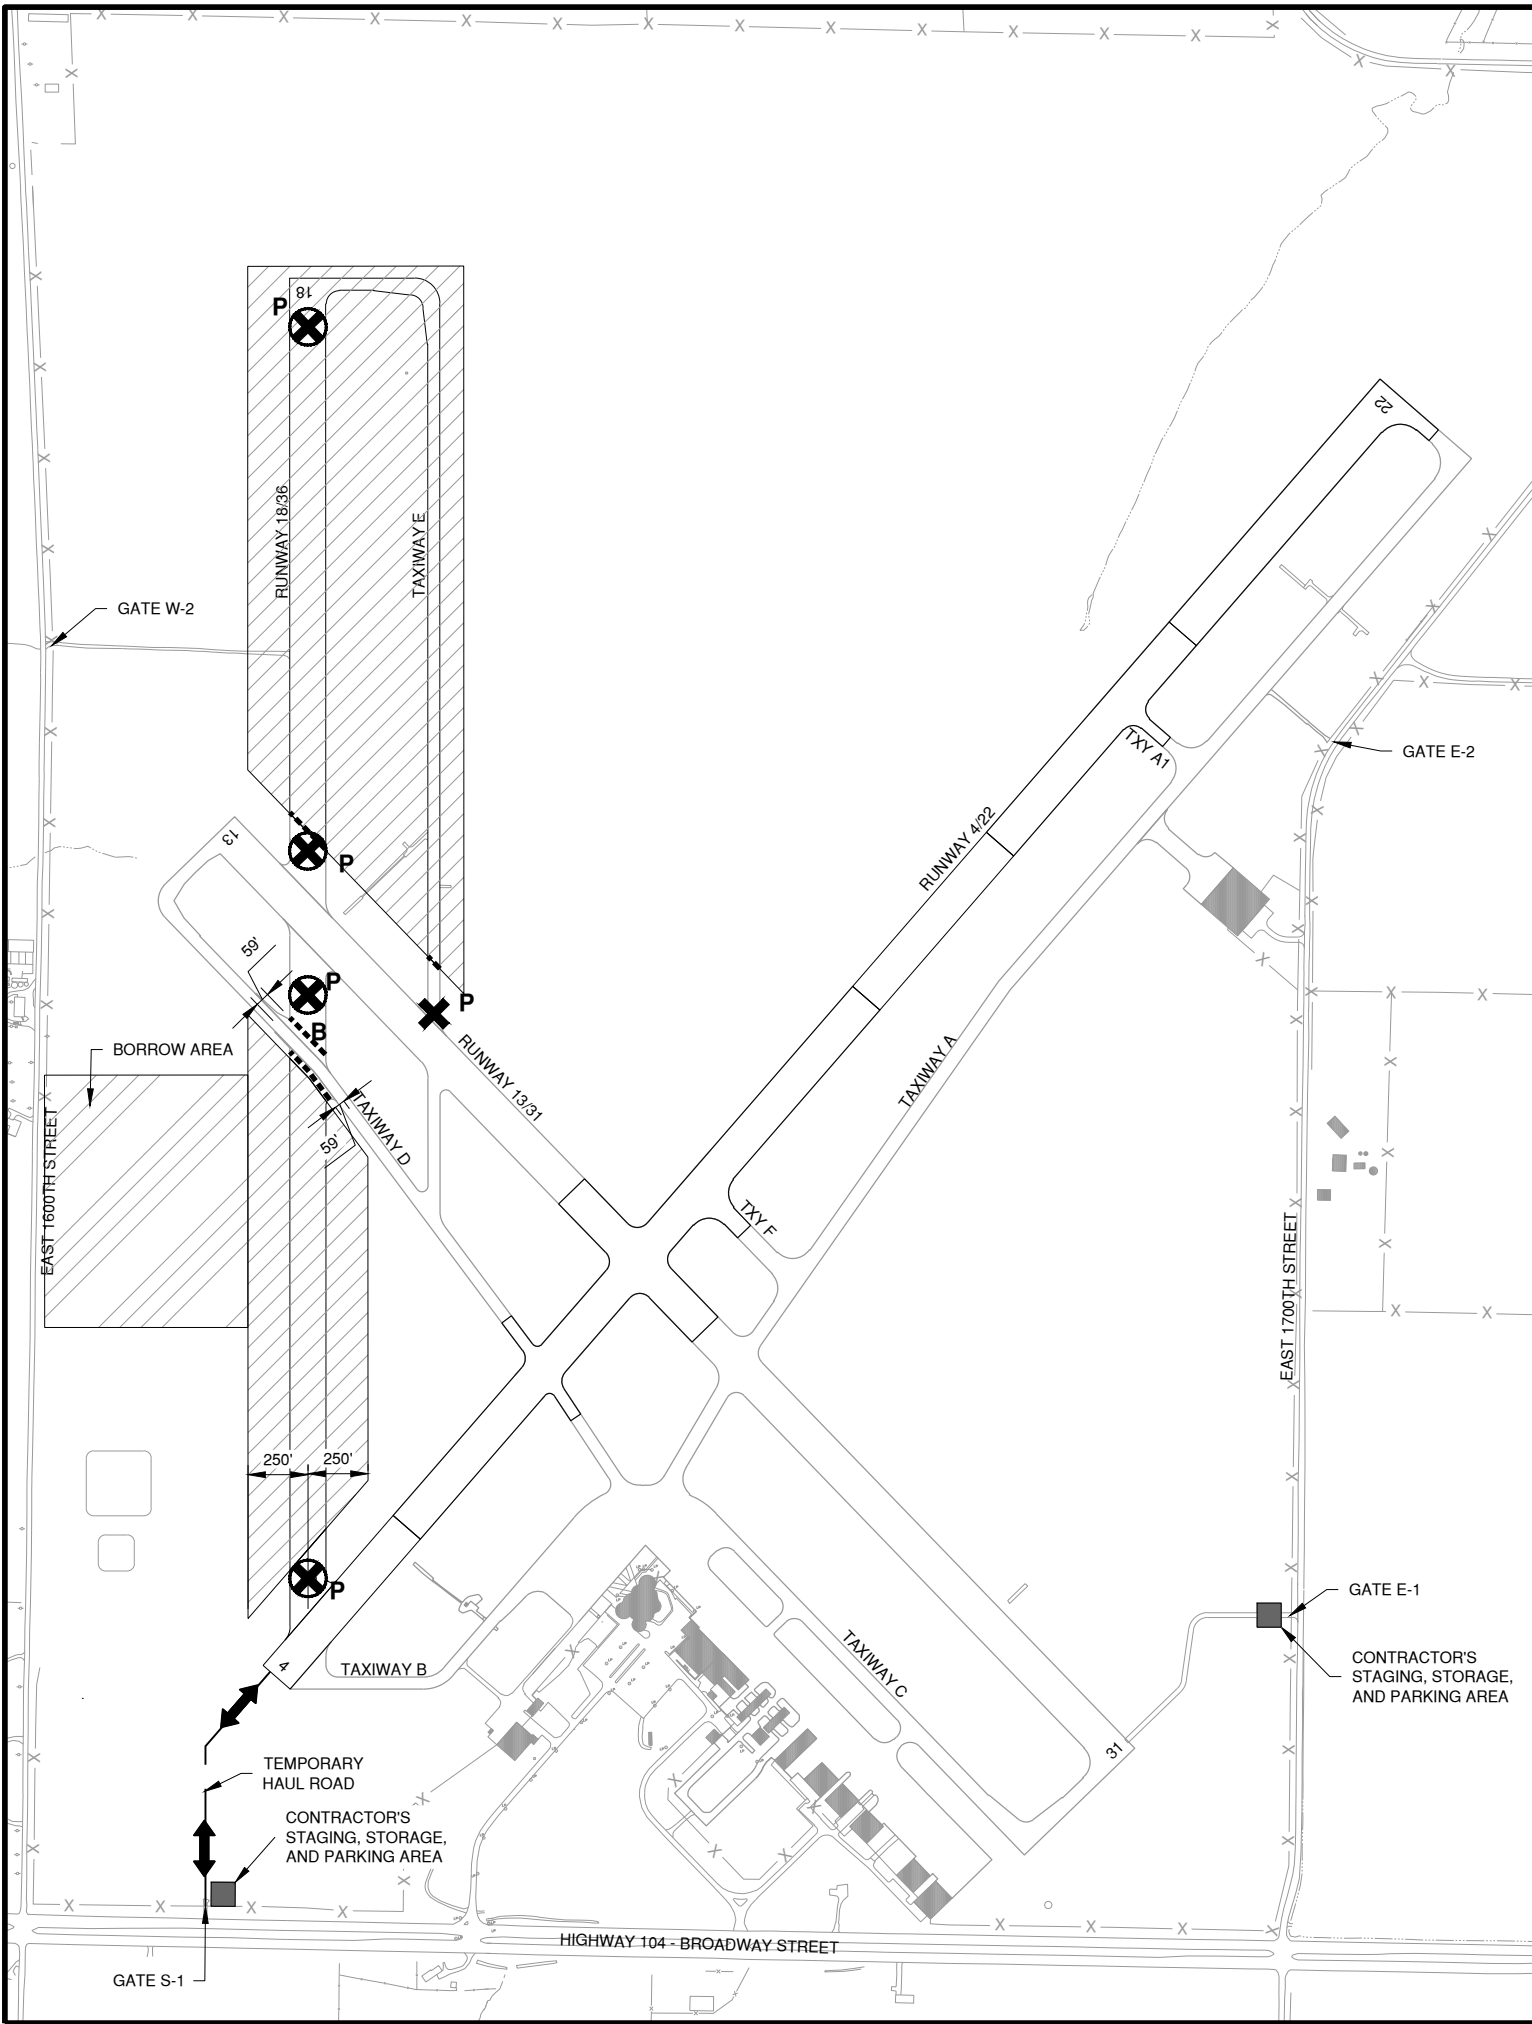 18
P
22
RUNWAY 18/36
TAXIWAY E
GATE W-2
TXY A1
GATE E-2
RUNWAY 4/22
13
P
59'
P
P
B
RUNWAY 13/31
BORROW AREA
TAXIWAY A
TAXIWAY D
59'
EAST 1600TH STREET
TXY F
EAST 1700TH STREET
250'
250'
P
GATE E-1
4
TAXIWAY B
TAXIWAY C
CONTRACTOR'S
STAGING, STORAGE,
AND PARKING AREA
31
TEMPORARY
HAUL ROAD
CONTRACTOR'S
STAGING, STORAGE,
AND PARKING AREA
HIGHWAY 104 - BROADWAY STREET
GATE S-1